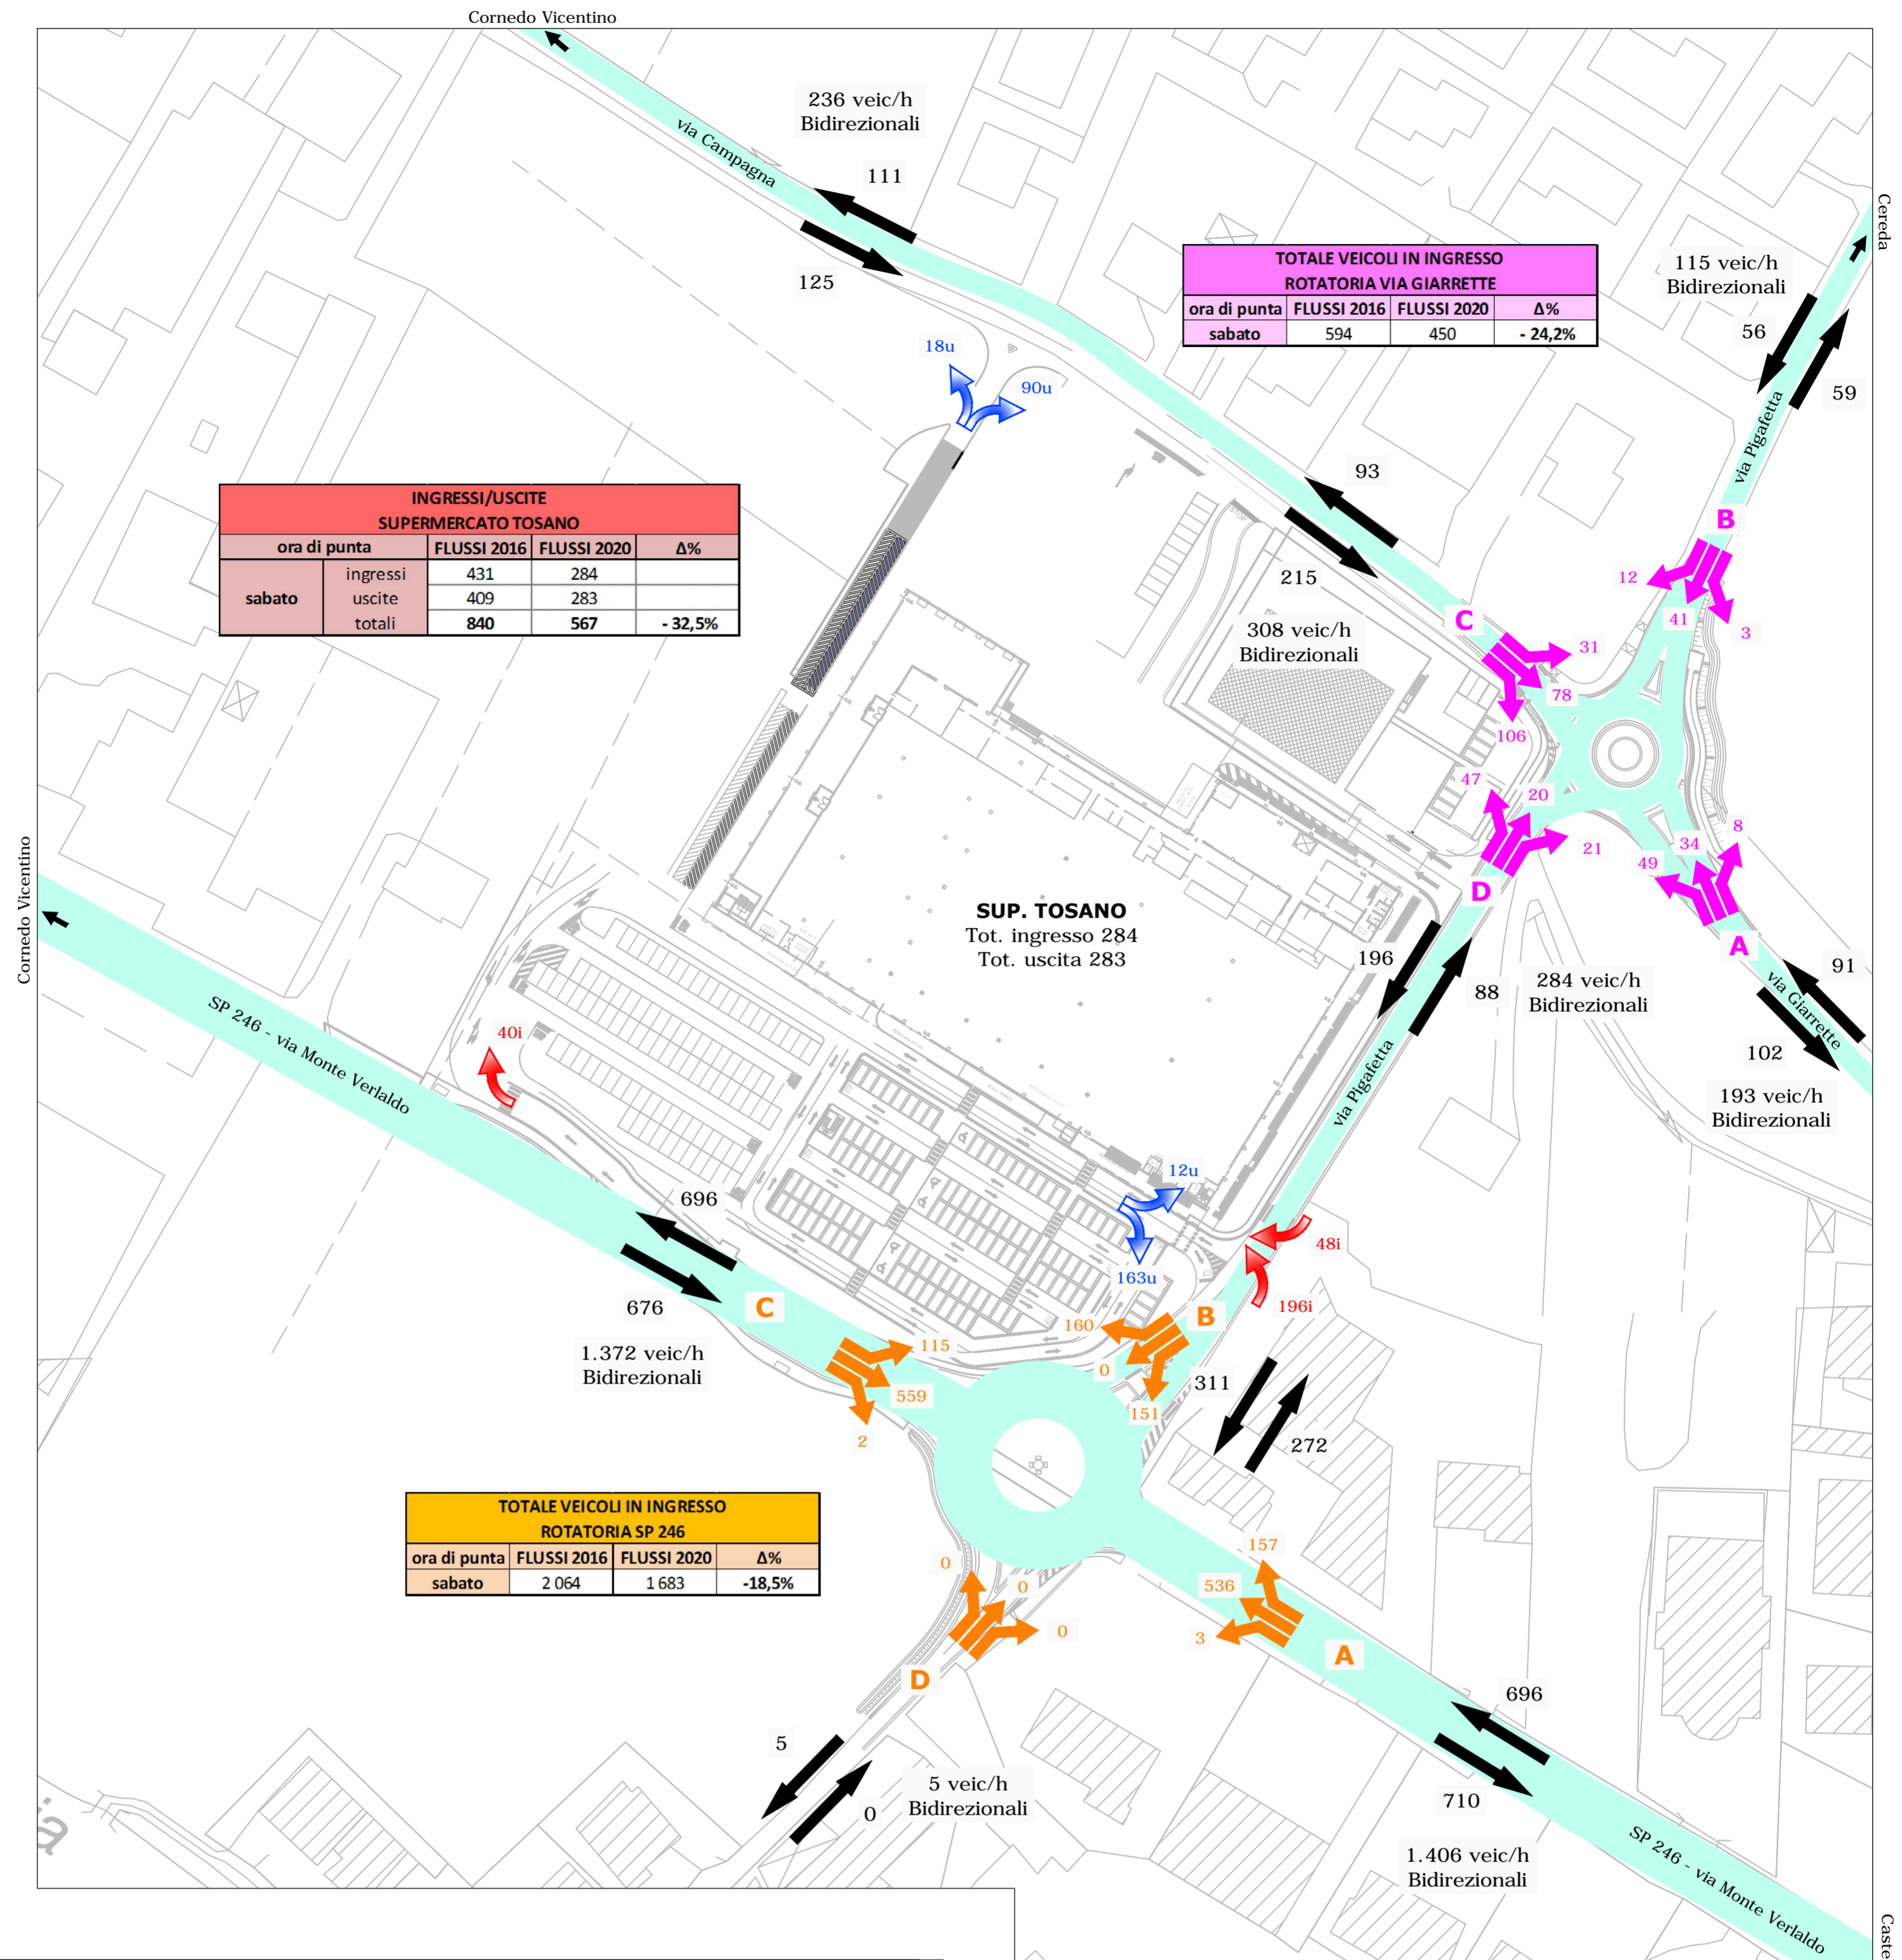 Cornedo Vicentino
236 veic/h
Bidirezionali
via Campagna
111
125
Cereda
TOTALE VEICOLI IN INGRESSO
ROTATORIA VIA GIARRETTE
ora di punta FLUSSI 2016 FLUSSI 2020 Δ%
sabato 594 450 - 24,2%
115 veic/h
Bidirezionali
56
59
via Pigafetta
18u
90u
93
215
308 veic/h
Bidirezionali
INGRESSI/USCITE
SUPERMERCATO TOSANO
ora di punta FLUSSI 2016 FLUSSI 2020 Δ%
sabato
ingressi 431 284
uscite 409 283
totali 840 567 - 32,5%
B
12
41
3
C
31
78
106
47
20
21
D
49
34
8
A
STOP
SUP. TOSANO
Tot. ingresso 284
Tot. uscita 283
196
88
284 veic/h
Bidirezionali
91
via Giarrette
102
193 veic/h
Bidirezionali
via Pigafetta
Cornedo Vicentino
SP 246 - via Monte Verlaldo
40i
12u
163u
48i
196i
696
676
1.372 veic/h
Bidirezionali
C
115
559
2
B
160
0
151
311
272
TOTALE VEICOLI IN INGRESSO
ROTATORIA SP 246
ora di punta FLUSSI 2016 FLUSSI 2020 Δ%
sabato 2 064 1 683 -18,5%
0
0
0
D
157
536
3
A
5
0
5 veic/h
Bidirezionali
696
710
1.406 veic/h
Bidirezionali
SP 246 - via Monte Verlaldo
Caste